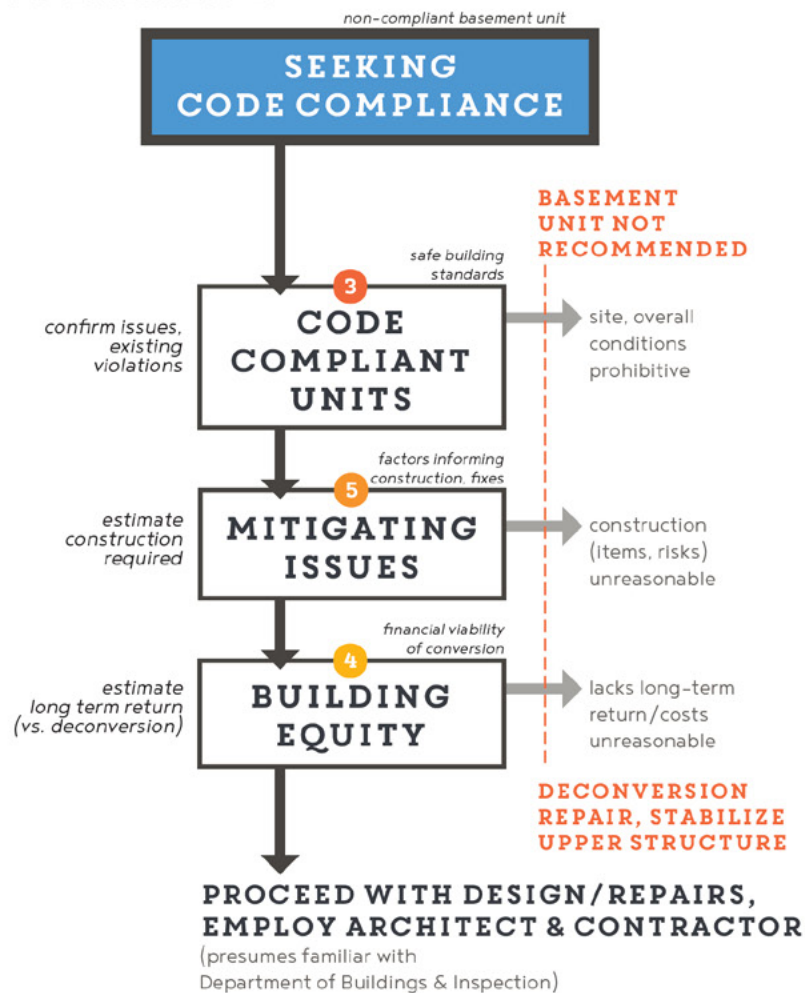 non-compliant basement unit
SEEKING
CODE COMPLIANCE
BASEMENT
UNIT NOT
RECOMMENDED
safe building
standards
3
CODE
COMPLIANT
UNITS
confirm issues,
existing
violations
site, overall
conditions
prohibitive
factors informing
construction, fixes
5
MITIGATING
ISSUES
estimate
construction
required
construction
(items, risks)
unreasonable
financial viability
of conversion
4
BUILDING
EQUITY
estimate
long term return
(vs. deconversion)
lacks long-term
return/costs
unreasonable
DECONVERSION
REPAIR, STABILIZE
UPPER STRUCTURE
PROCEED WITH DESIGN/REPAIRS,
EMPLOY ARCHITECT & CONTRACTOR
(presumes familiar with
Department of Buildings & Inspection)